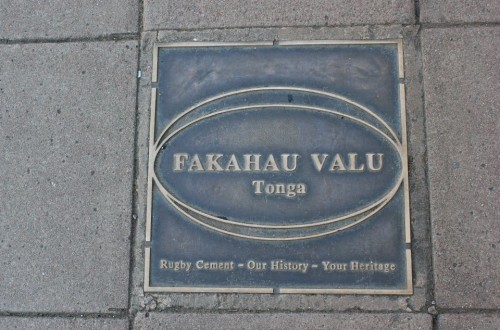 FAKAHAU VALU
Tonga
Rugby Cement - Our History - Your Heritage